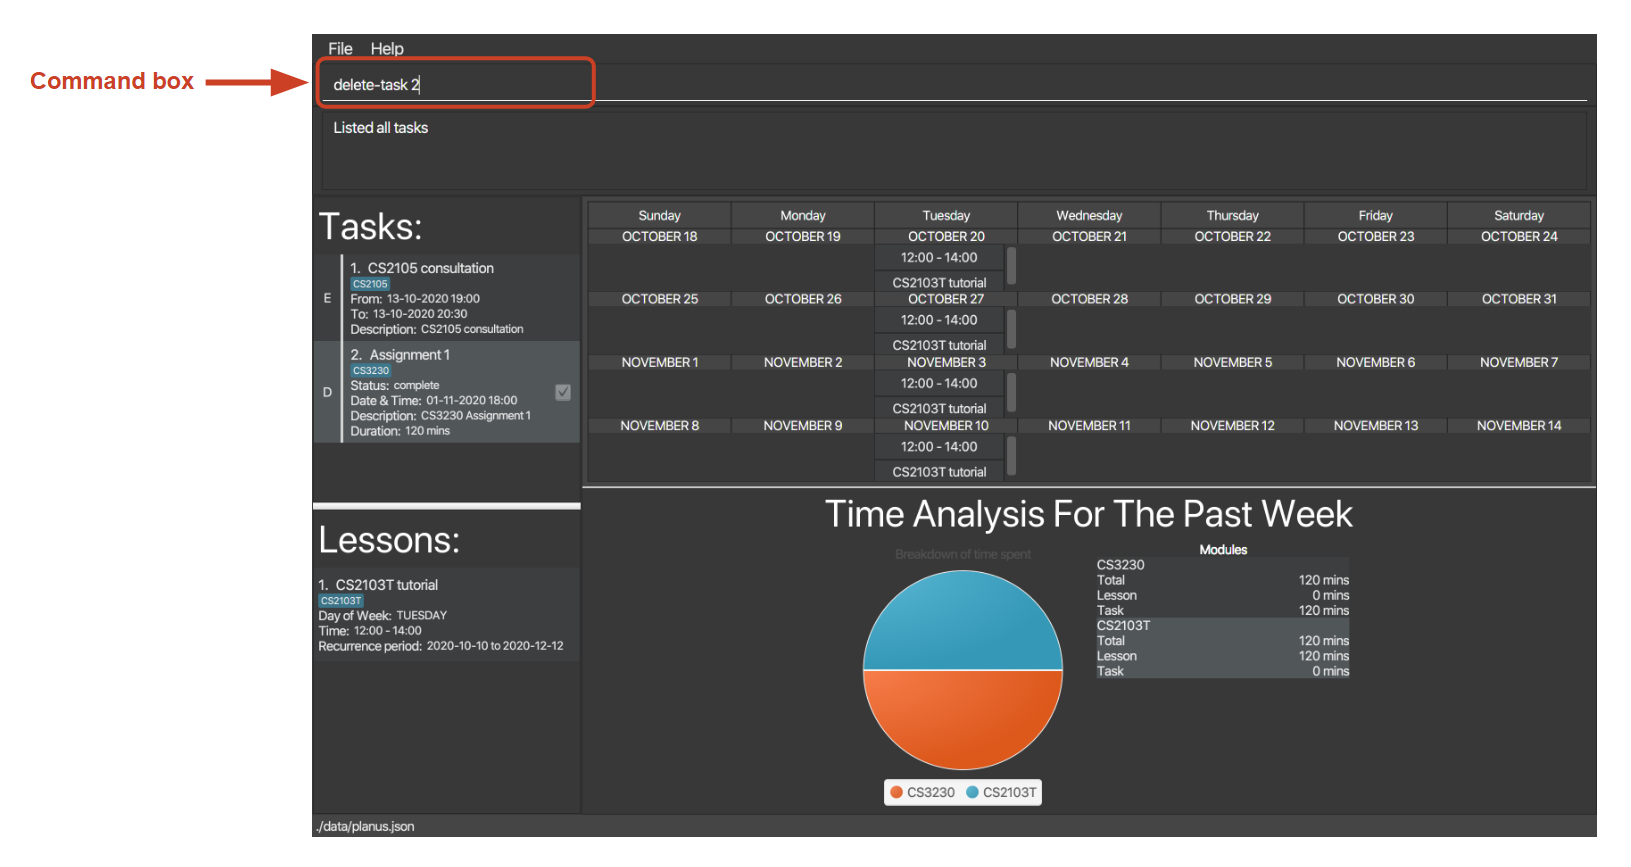 File Help
Command box
delete-task 2
Listed all tasks
Tasks:
1. CS2105 consultation
CS2105
E
From: 13-10-2020 19:00
To: 13-10-2020 20:30
Description: CS2105 consultation
2. Assignment 1
CS3230
Status: complete
D
Date & Time: 01-11-2020 18:00
Description: CS3230 Assignment 1
Duration: 120 mins
Lessons:
1. CS2103T tutorial
CS2103T
Day of Week: TUESDAY
Time: 12:00 - 14:00
Recurrence period: 2020-10-10 to 2020-12-12
Sunday Monday Tuesday Wednesday Thursday Friday Saturday
OCTOBER 18 OCTOBER 19 OCTOBER 20 OCTOBER 21 OCTOBER 22 OCTOBER 23 OCTOBER 24
12:00 - 14:00
CS2103T tutorial
OCTOBER 25 OCTOBER 26 OCTOBER 27 OCTOBER 28 OCTOBER 29 OCTOBER 30 OCTOBER 31
12:00 - 14:00
CS2103T tutorial
NOVEMBER 1 NOVEMBER 2 NOVEMBER 3 NOVEMBER 4 NOVEMBER 5 NOVEMBER 6 NOVEMBER 7
12:00 - 14:00
CS2103T tutorial
NOVEMBER 8 NOVEMBER 9 NOVEMBER 10 NOVEMBER 11 NOVEMBER 12 NOVEMBER 13 NOVEMBER 14
12:00 - 14:00
CS2103T tutorial
Time Analysis For The Past Week
Breakdown of time spent
CS3230 CS2103T
Modules
CS3230
Total 120 mins
Lesson 0 mins
Task 120 mins
CS2103T
Total 120 mins
Lesson 120 mins
Task 0 mins
./data/planus.json